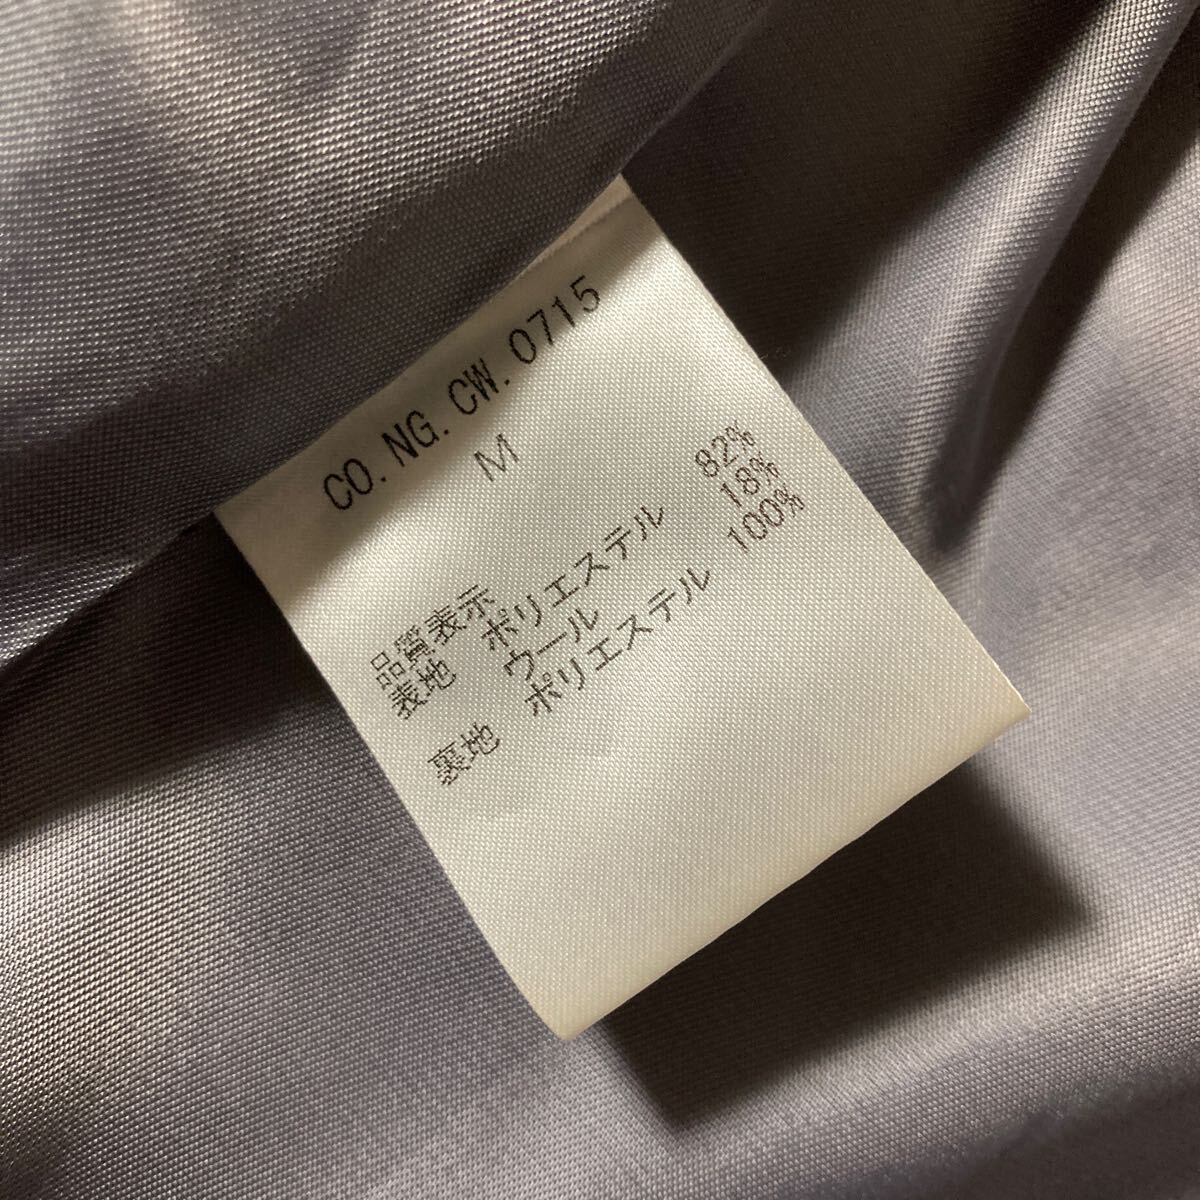 CO. NG. CW. 0715
M
品質表示
表地 ポリエステル 82%
ウール 18%
裏地 ポリエステル 100%